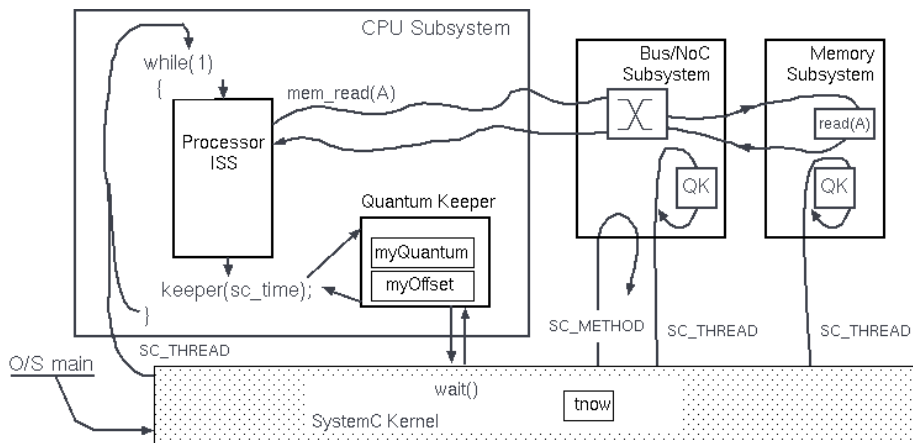 CPU Subsystem
while(1)
{
mem_read(A)
Processor
ISS
Quantum Keeper
myQuantum
myOffset
keeper(sc_time);
}
Bus/NoC
Subsystem
QK
Memory
Subsystem
read(A)
QK
SC_THREAD
SC_METHOD
SC_THREAD
SC_THREAD
O/S main
wait()
tnow
SystemC Kernel